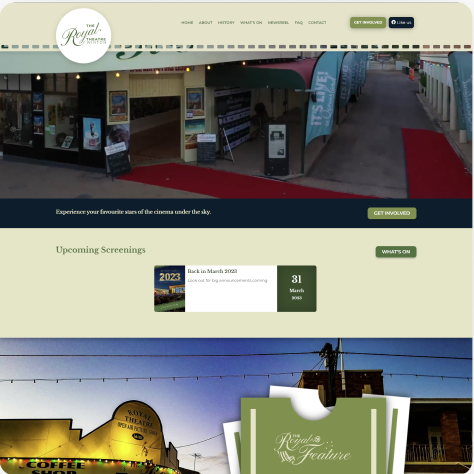 THE
Royal
THEATRE
WINTON
HOME ABOUT HISTORY WHAT'S ON NEWSREEL FAQ CONTACT
GET INVOLVED
Like us
IT'S LIVE!
Experience your favourite stars of the cinema under the sky.
GET INVOLVED
Upcoming Screenings
WHAT'S ON
2023
Back in March 2023
Look out for big announcements coming.
31
March
2023
ROYAL
THEATRE
OPEN AIR PICTURE SHOW
COFFEE
SHOP
THE
Royal
Feature